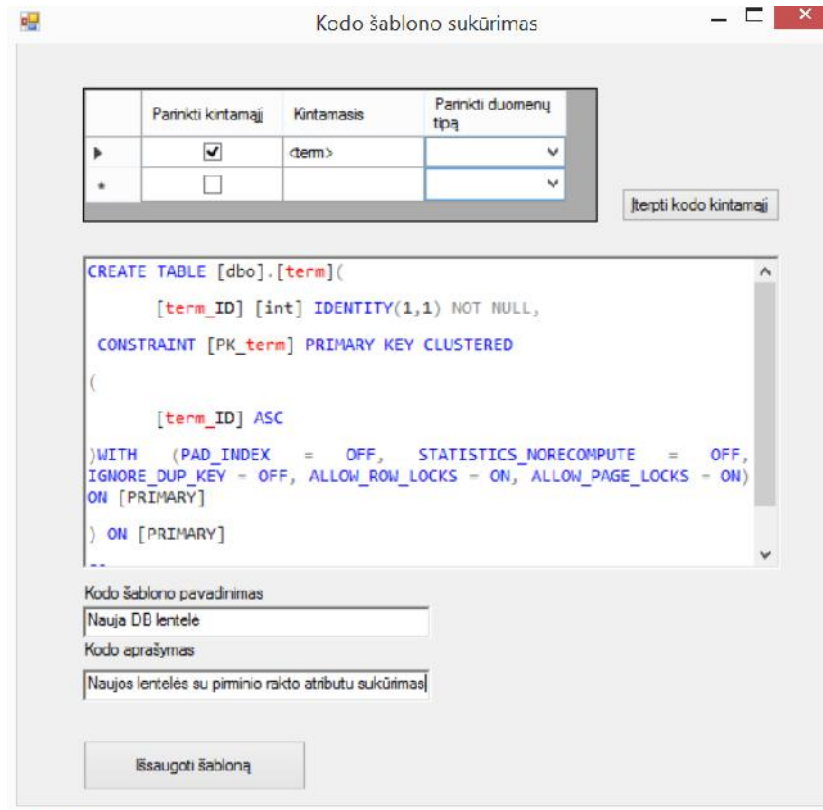 Kodo šablono sukūrimas
Parinkti kintamąjį Kintamasis Parinkti duomenų
tipą
<term>
*
Įterpti kodo kintamąjį
CREATE TABLE [dbo].[term](
[term_ID] [int] IDENTITY(1,1) NOT NULL,
CONSTRAINT [PK_term] PRIMARY KEY CLUSTERED
(
[term_ID] ASC
)WITH (PAD_INDEX = OFF, STATISTICS_NORECOMPUTE = OFF,
IGNORE_DUP_KEY = OFF, ALLOW_ROW_LOCKS = ON, ALLOW_PAGE_LOCKS = ON)
ON [PRIMARY]
) ON [PRIMARY]
Kodo šablono pavadinimas
Nauja DB lentelė
Kodo aprašymas
Naujos lentelės su pirminio rakto atributu sukūrimas
Išsaugoti šabloną